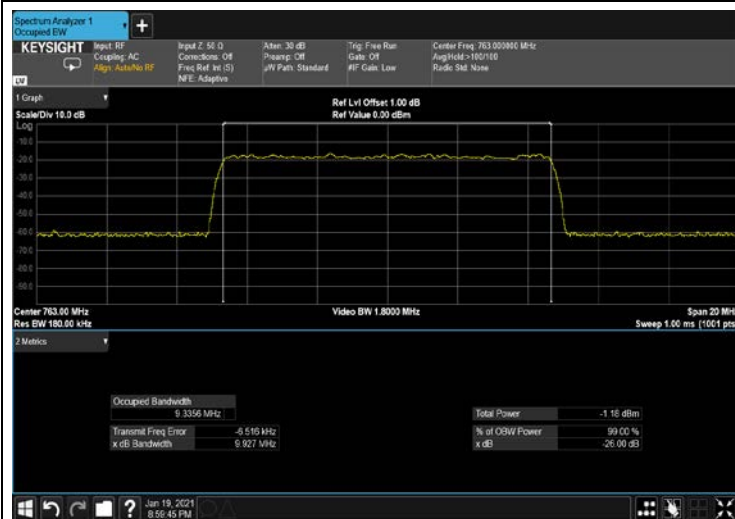 Spectrum Analyzer 1
Occupied BW
KEYSIGHT
Input: RF
Coupling: AC
Align: Auto/No RF
Input Z: 50 Ω
Corrections: Off
Freq Ref: Int (S)
NFE: Adaptive
Atten: 30 dB
Preamp: Off
µW Path: Standard
Trig: Free Run
Gate: Off
#IF Gain: Low
Center Freq: 763.000000 MHz
Avg|Hold:>100/100
Radio Std: None
1 Graph
Scale/Div 10.0 dB
Ref Lvl Offset 1.00 dB
Ref Value 0.00 dBm
Log
-10.0
-20.0
-30.0
-40.0
-50.0
-60.0
-70.0
-80.0
-90.0
Center 763.00 MHz
Res BW 180.00 kHz
Video BW 1.8000 MHz
Span 20 MH
Sweep 1.00 ms (1001 pts
2 Metrics
Occupied Bandwidth
9.3356 MHz
Transmit Freq Error -6.516 kHz
x dB Bandwidth 9.927 MHz
Total Power -1.18 dBm
% of OBW Power 99.00 %
x dB -26.00 dB
?
Jan 19, 2021
8:59:45 PM